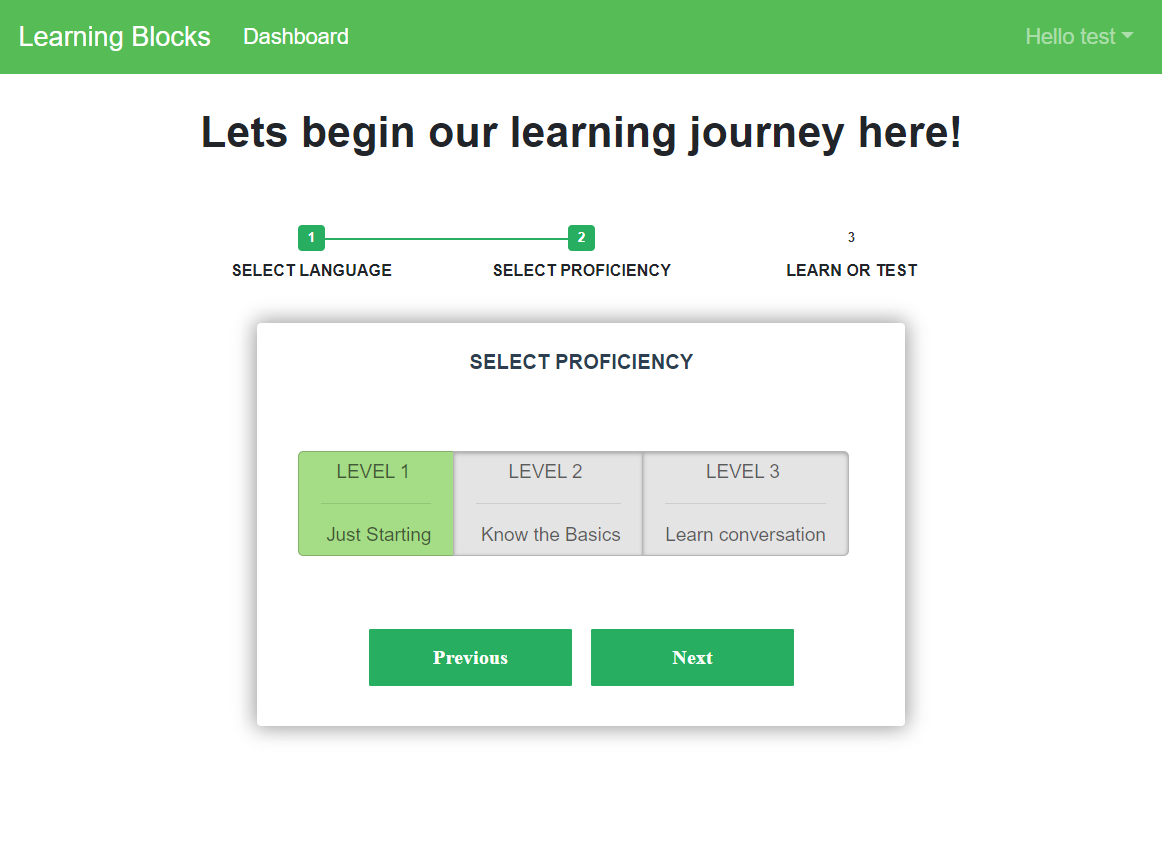 Learning Blocks Dashboard Hello test
Lets begin our learning journey here!
1 2 3
SELECT LANGUAGE SELECT PROFICIENCY LEARN OR TEST
SELECT PROFICIENCY
LEVEL 1 LEVEL 2 LEVEL 3
Just Starting Know the Basics Learn conversation
Previous Next